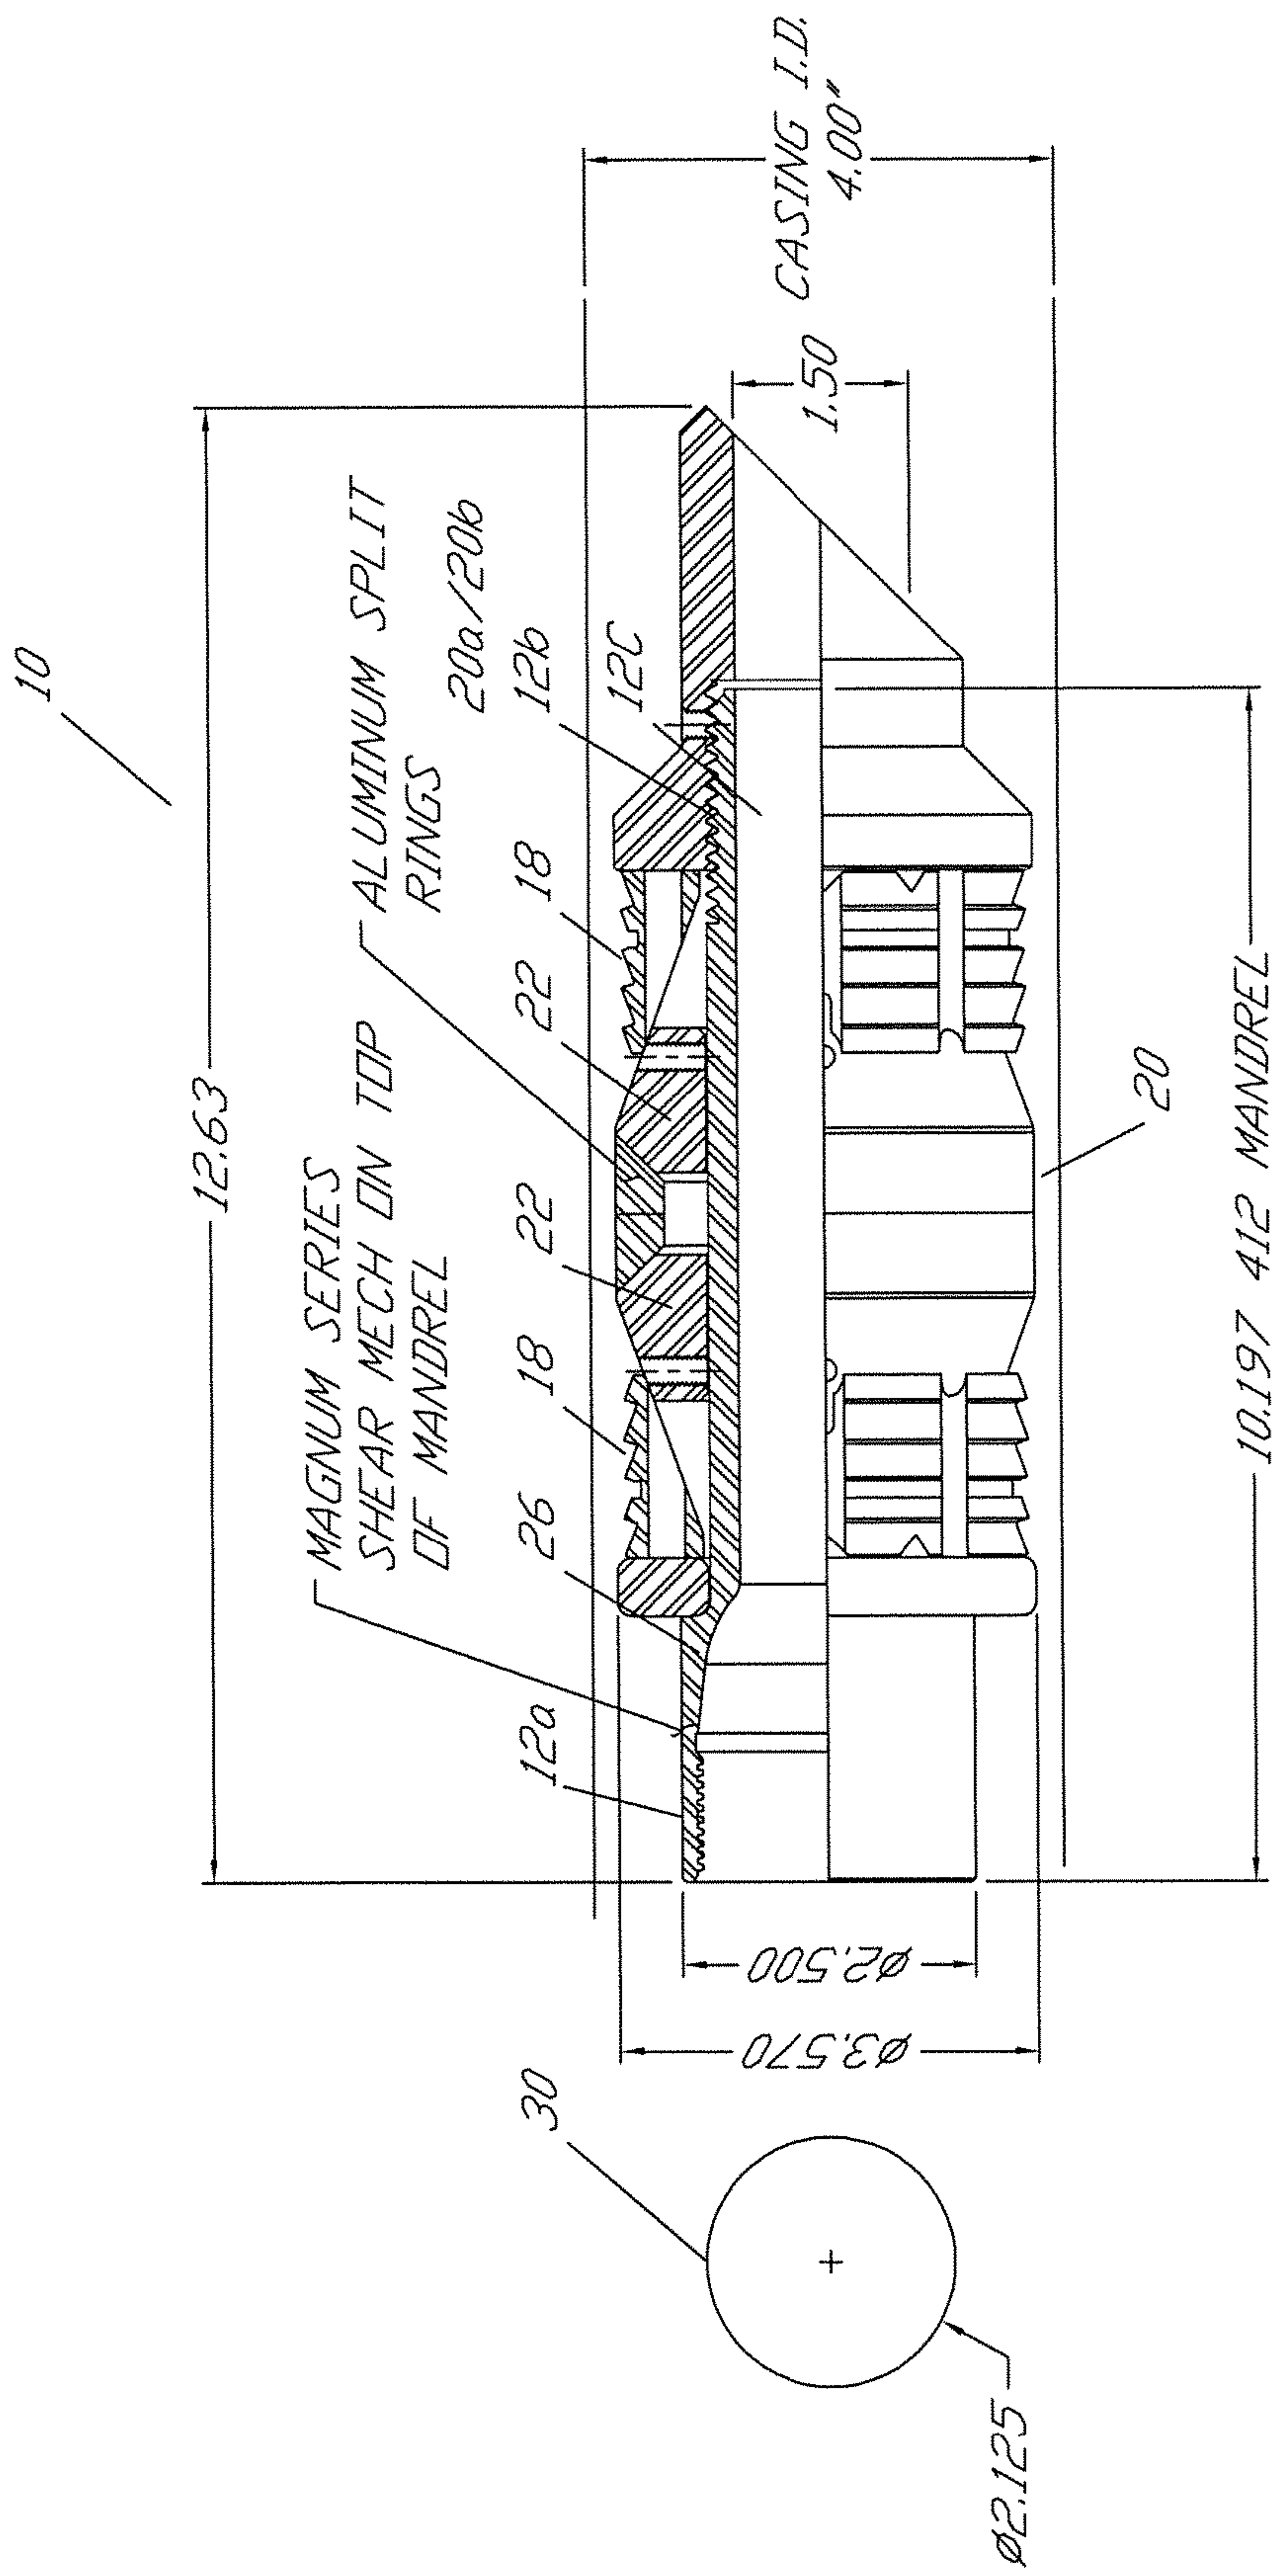 10
12.63
MAGNUM SERIES
SHEAR MECH ON TOP
OF MANDREL
ALUMINUM SPLIT
RINGS
20a/20b
12a
26
18
22
22
18
12b
12C
CASING I.D.
4.00"
1.50
30
Ø2.125
Ø3.570
Ø2.500
20
10.197 412 MANDREL